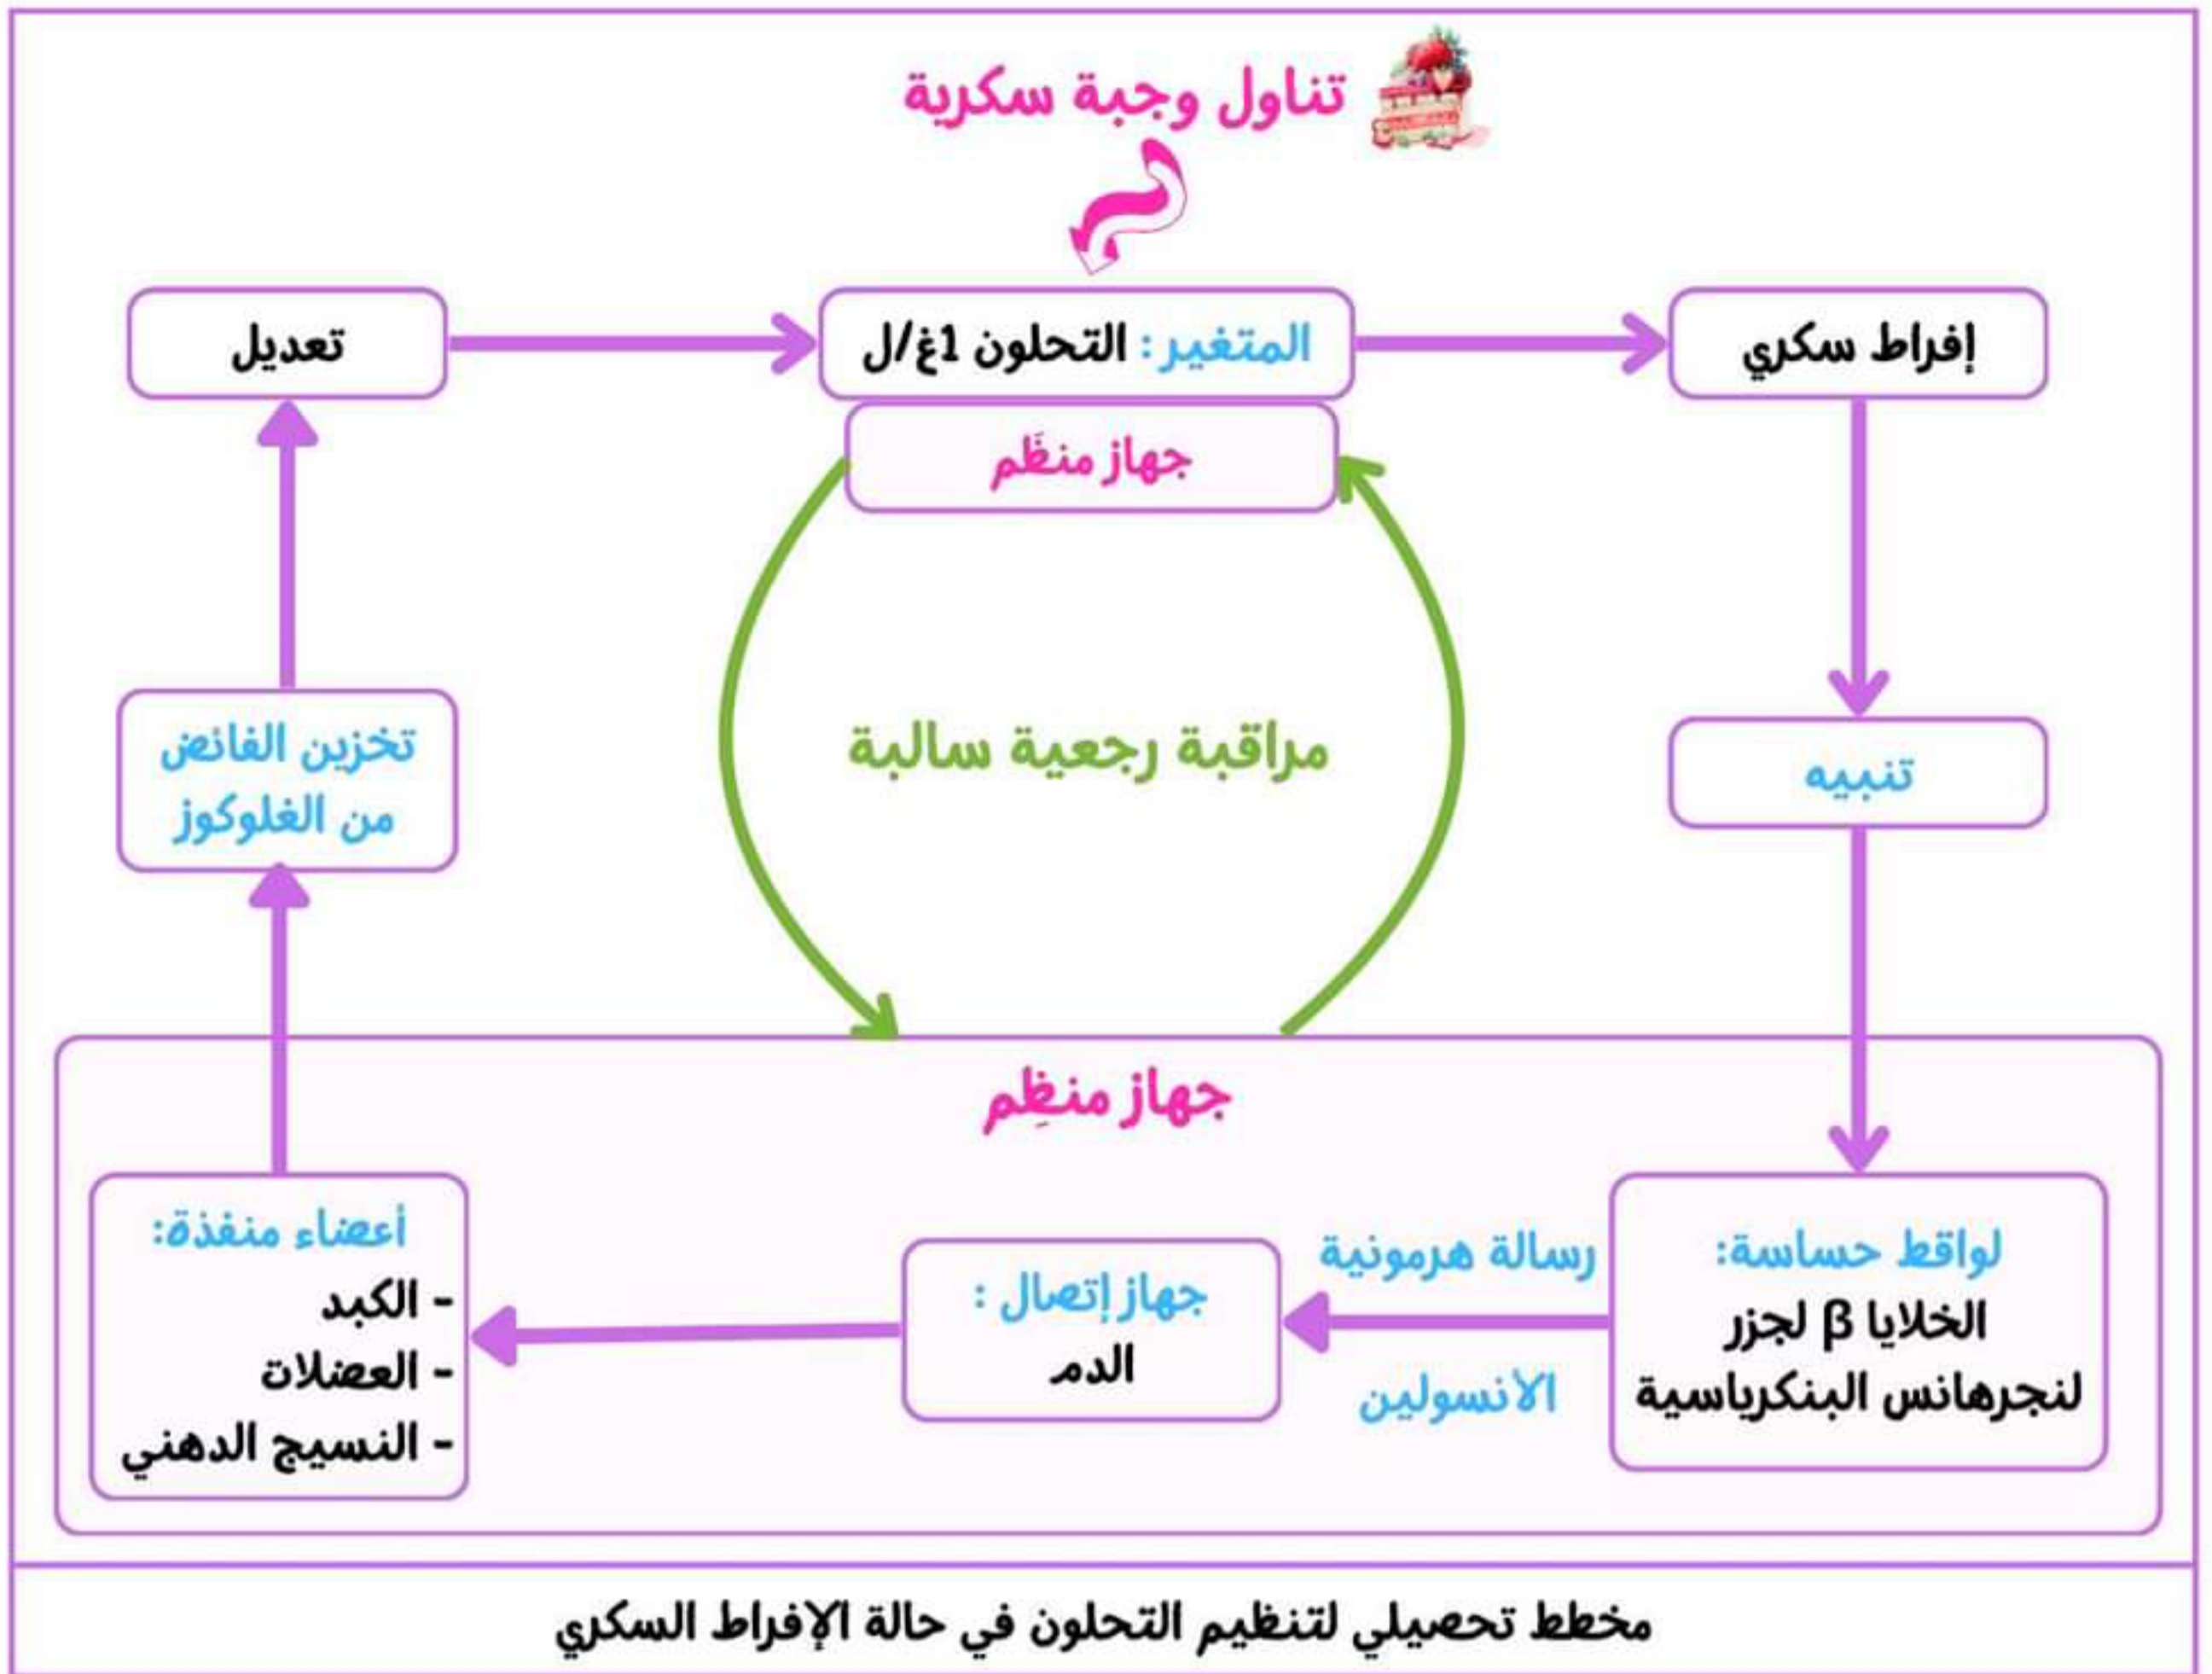 تناول وجبة سكرية
المتغير : التحلون 1غ/ل
إفراط سكري
تعديل
جهاز منظَم
تنبيه
مراقبة رجعية سالبة
تخزين الفائض
من الغلوكوز
جهاز منظِم
لواقط حساسة:
الخلايا β لجزر
لنجرهانس البنكرياسية
رسالة هرمونية
الانسولين
جهاز إتصال :
الدم
أعضاء منفذة:
- الكبد
- العضلات
- النسيج الدهني
مخطط تحصيلي لتنظيم التحلون في حالة الإفراط السكري